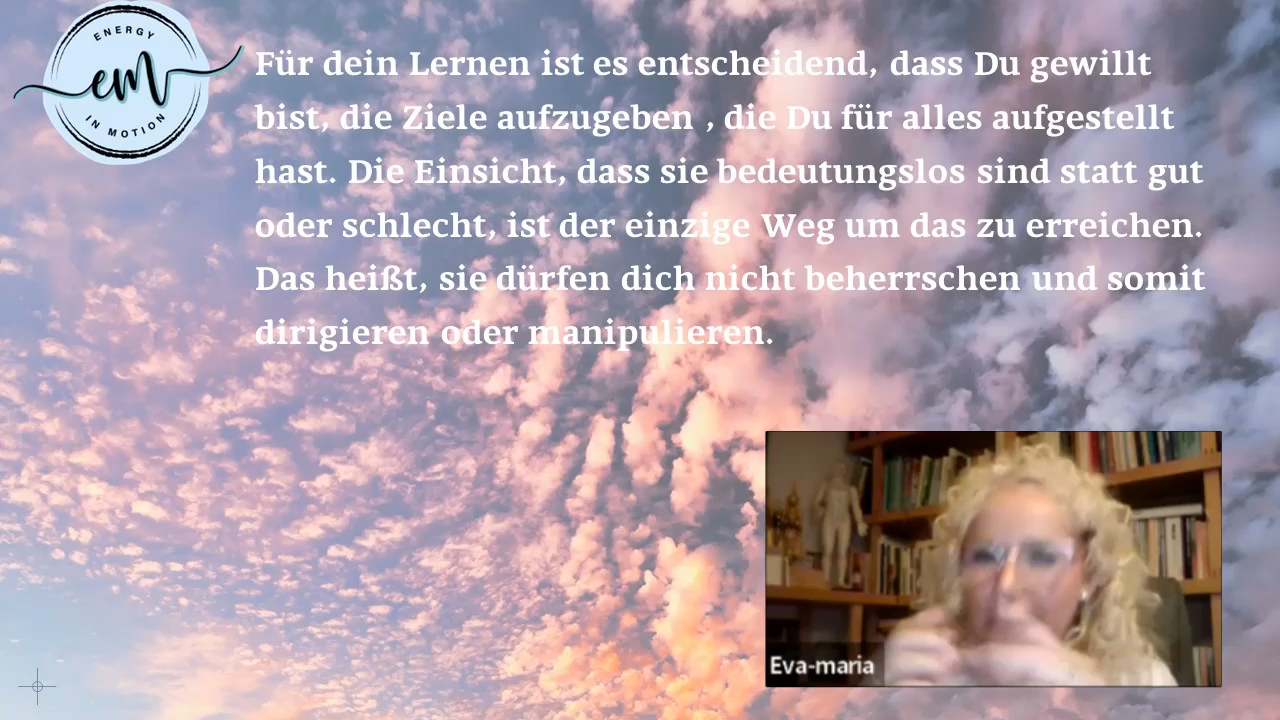 ENERGY
em
IN MOTION
Für dein Lernen ist es entscheidend, dass Du gewillt
bist, die Ziele aufzugeben , die Du für alles aufgestellt
hast. Die Einsicht, dass sie bedeutungslos sind statt gut
oder schlecht, ist der einzige Weg um das zu erreichen.
Das heißt, sie dürfen dich nicht beherrschen und somit
dirigieren oder manipulieren.
Eva-maria